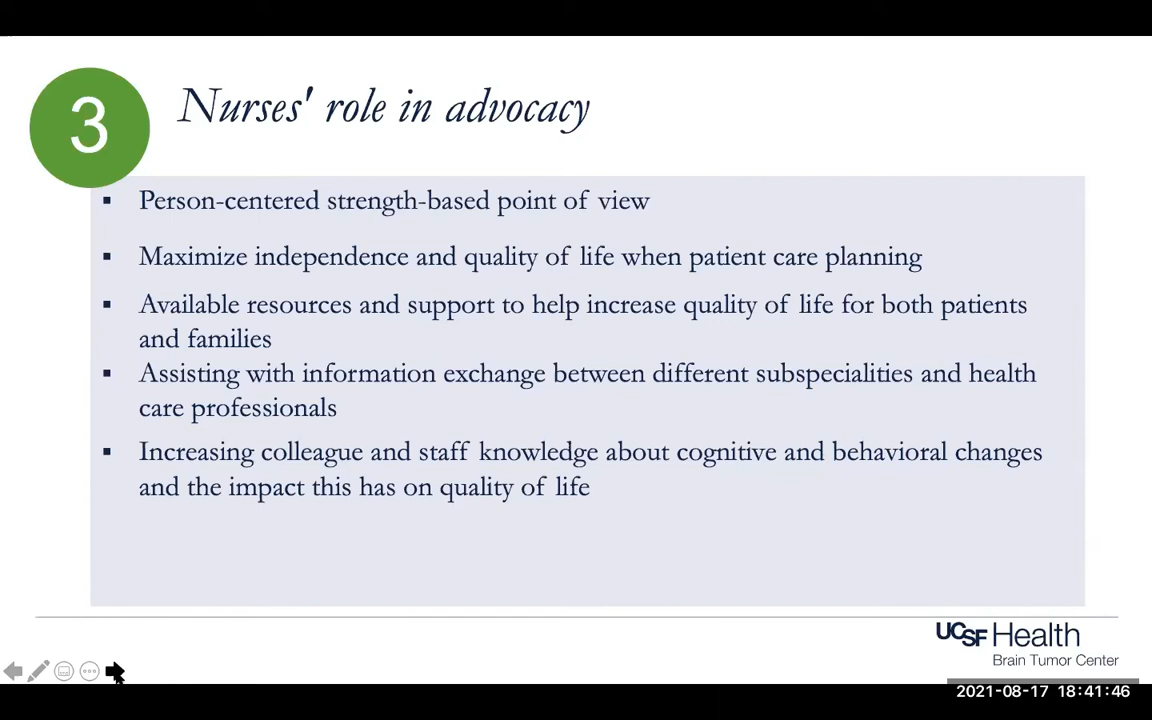 3
Nurses' role in advocacy
▪ Person-centered strength-based point of view
▪ Maximize independence and quality of life when patient care planning
▪ Available resources and support to help increase quality of life for both patients
and families
▪ Assisting with information exchange between different subspecialities and health
care professionals
▪ Increasing colleague and staff knowledge about cognitive and behavioral changes
and the impact this has on quality of life
UCSF Health
Brain Tumor Center
2021-08-17 18:41:46